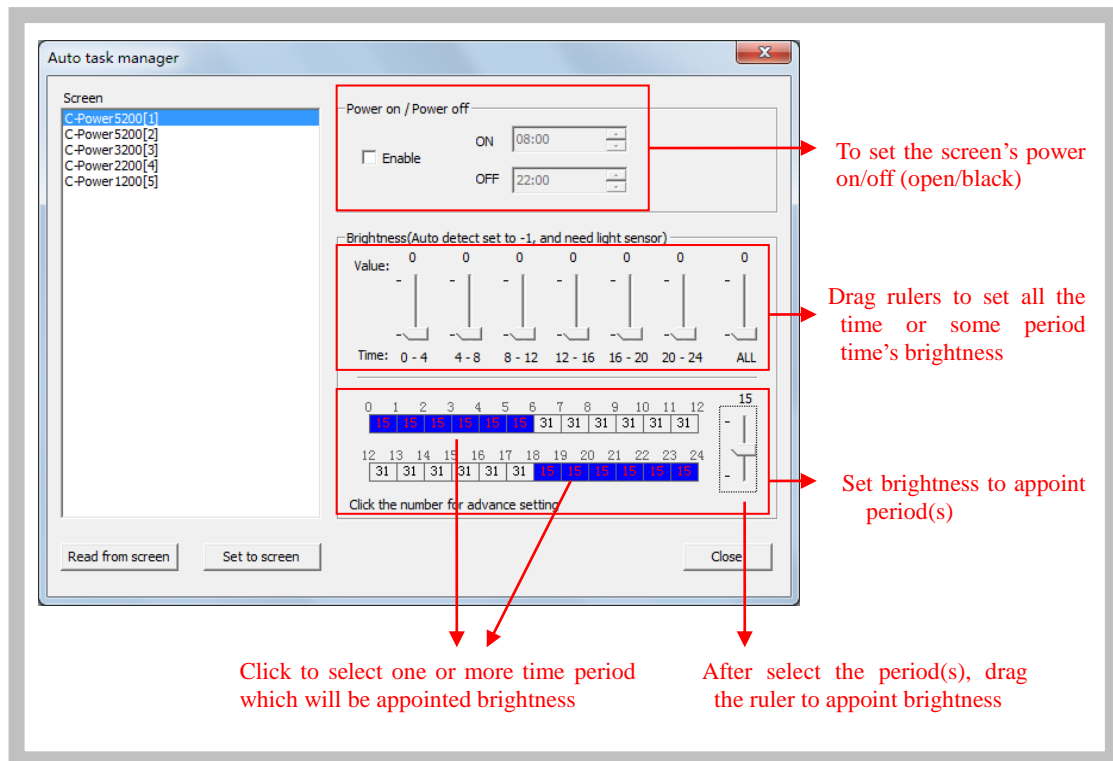 Auto task manager
Screen
C-Power5200[1]
C-Power5200[2]
C-Power3200[3]
C-Power2200[4]
C-Power1200[5]
Power on / Power off
Enable
ON 08:00
OFF 22:00
To set the screen's power
on/off (open/black)
Brightness(Auto detect set to -1, and need light sensor)
Value: 0 0 0 0 0 0 0
Time: 0 - 4 4 - 8 8 - 12 12 - 16 16 - 20 20 - 24 ALL
Drag rulers to set all the
time or some period
time's brightness
0 1 2 3 4 5 6 7 8 9 10 11 12
15 15 15 15 15 15 31 31 31 31 31 31
12 13 14 15 16 17 18 19 20 21 22 23 24
31 31 31 31 31 31 15 15 15 15 15 15
15
Click the number for advance setting
Set brightness to appoint
period(s)
Read from screen
Set to screen
Close
Click to select one or more time period
which will be appointed brightness
After select the period(s), drag
the ruler to appoint brightness